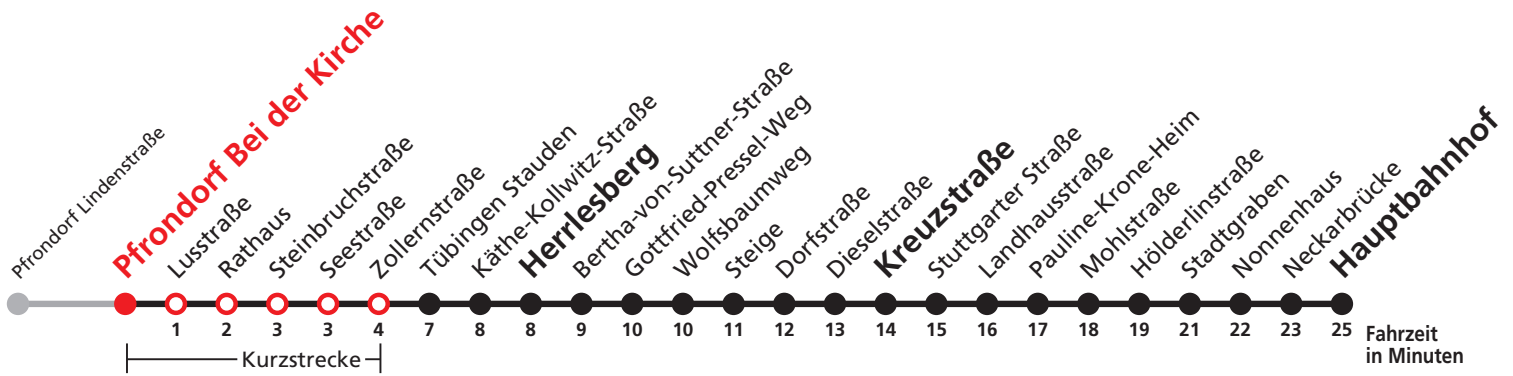 Pfrondorf Lindenstraße
Pfrondorf Bei der Kirche
Lusstraße
Rathaus
Steinbruchstraße
Seestraße
Zollernstraße
Tübingen Stauden
Käthe-Kollwitz-Straße
Herrlesberg
Bertha-von-Suttner-Straße
Gottfried-Pressel-Weg
Wolfsbaumweg
Steige
Dorfstraße
Dieselstraße
Kreuzstraße
Stuttgarter Straße
Landhausstraße
Pauline-Krone-Heim
Mohlstraße
Hölderlinstraße
Stadtgraben
Nonnenhaus
Neckarbrücke
Hauptbahnhof
1 2 3 3 4 7 8 8 9 10 10 11 12 13 14 15 16 17 18 19 21 22 23 25 Fahrzeit
in Minuten
Kurzstrecke